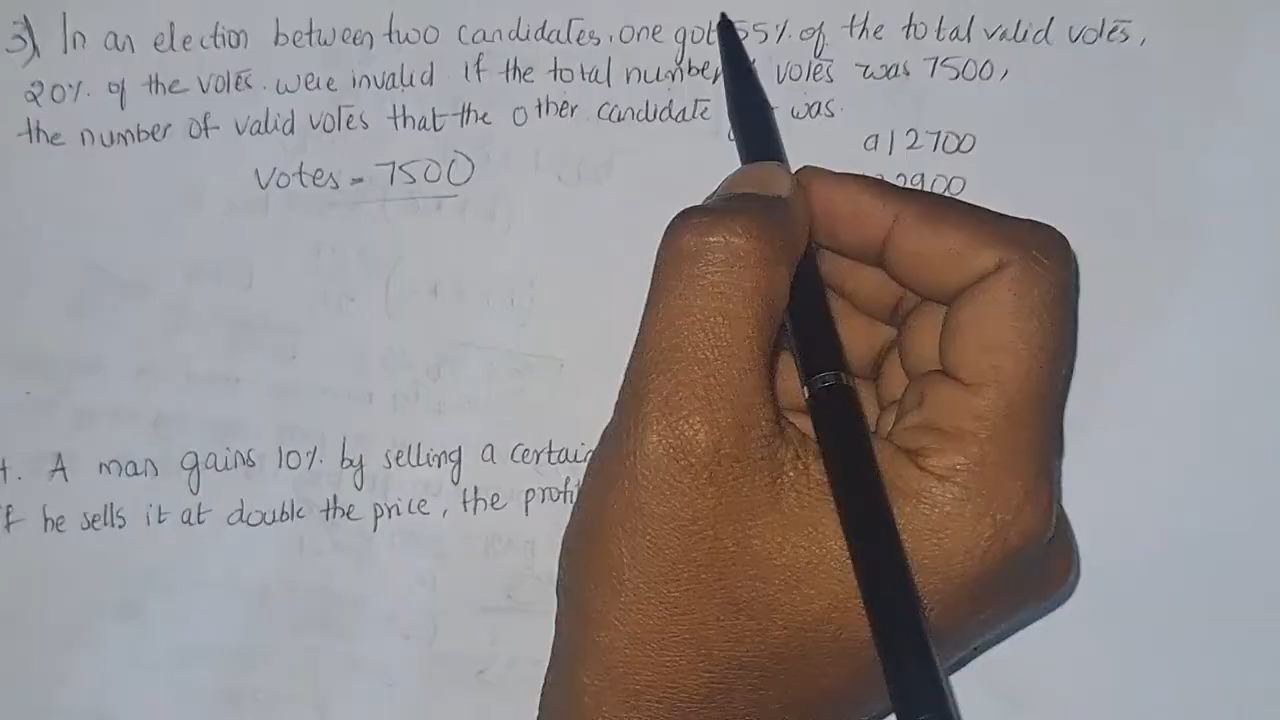 3) In an election between two candidates, one got 55% of the total valid votes,
20% of the votes were invalid if the total number votes was 7500,
the number of valid votes that the other candidate was.
a) 2700
2900
votes = 7500
4. A man gains 10% by selling a certain
if he sells it at double the price, the profit